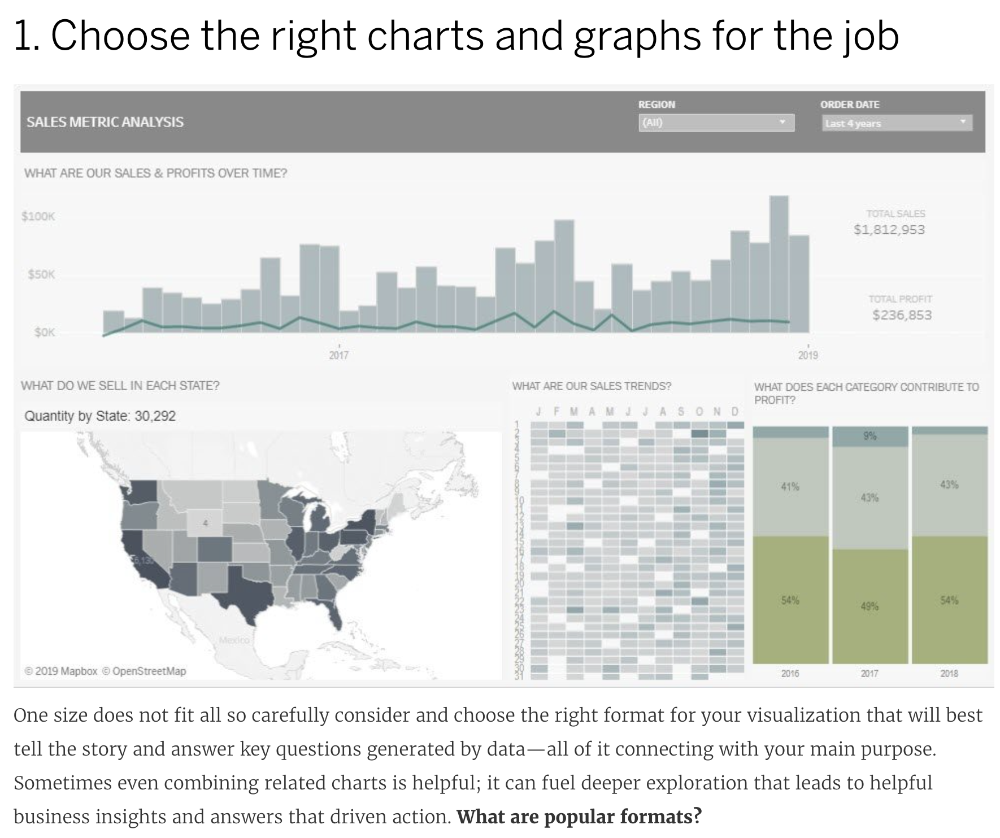 1. Choose the right charts and graphs for the job
SALES METRIC ANALYSIS
REGION
(All)
ORDER DATE
Last 4 years
WHAT ARE OUR SALES & PROFITS OVER TIME?
$100K
$50K
$0K
2017
2019
TOTAL SALES
$1,812,953
TOTAL PROFIT
$236,853
WHAT DO WE SELL IN EACH STATE?
Quantity by State: 30,292
4
Mexico
© 2019 Mapbox © OpenStreetMap
WHAT ARE OUR SALES TRENDS?
J F M A M J J A S O N D
1
2
3
4
5
6
7
8
9
10
11
12
13
14
15
16
17
18
19
20
21
22
23
24
25
26
27
28
29
30
31
WHAT DOES EACH CATEGORY CONTRIBUTE TO
PROFIT?
9%
41%
43%
43%
54%
49%
54%
2016
2017
2018
One size does not fit all so carefully consider and choose the right format for your visualization that will best
tell the story and answer key questions generated by data—all of it connecting with your main purpose.
Sometimes even combining related charts is helpful; it can fuel deeper exploration that leads to helpful
business insights and answers that driven action. What are popular formats?